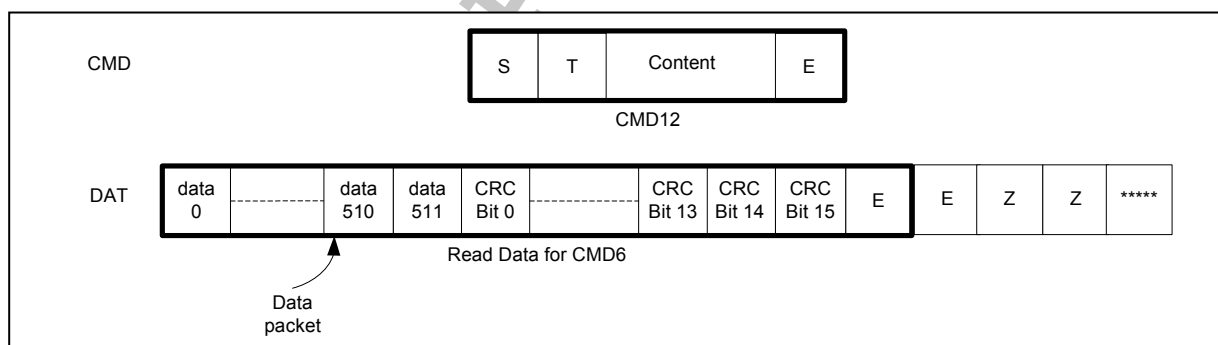 CMD
S T Content E
CMD12
DAT
data 0 data 510 data 511 CRC Bit 0 CRC Bit 13 CRC Bit 14 CRC Bit 15 E E Z Z *****
Read Data for CMD6
Data
packet